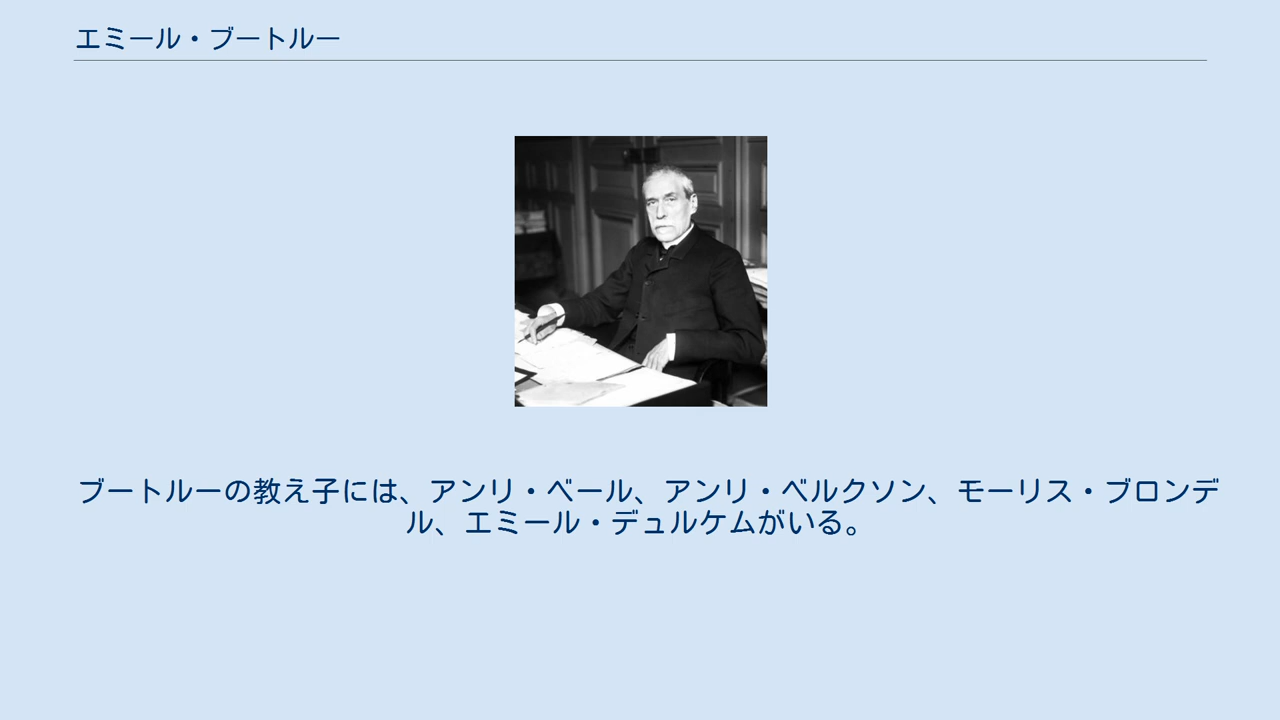 エミール・ブートルー
ブートルーの教え子には、アンリ・ベール、アンリ・ベルクソン、モーリス・ブロンデ
ル、エミール・デュルケムがいる。